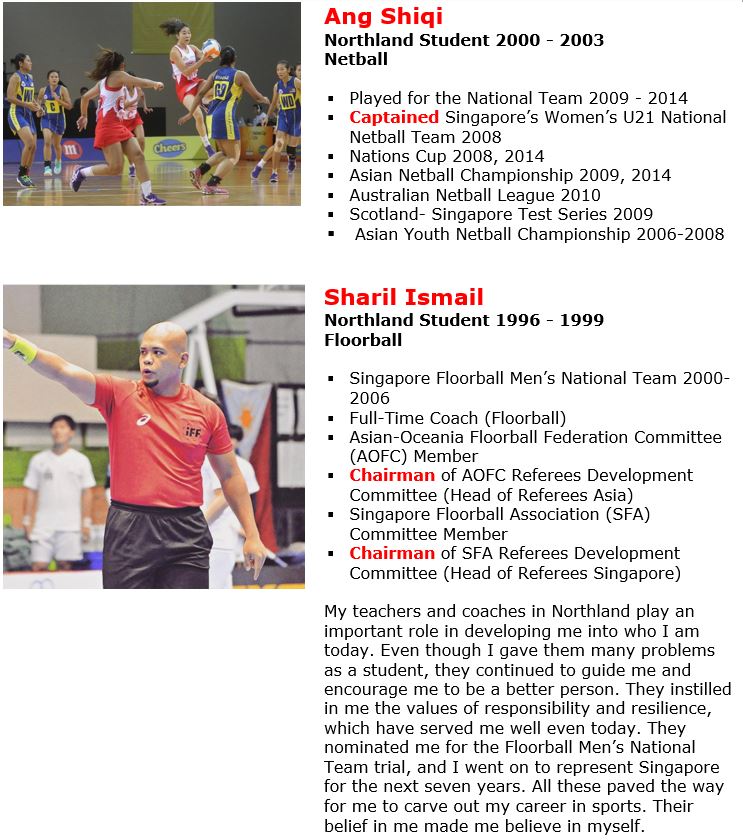 Ang Shiqi
Northland Student 2000 - 2003
Netball
▪ Played for the National Team 2009 - 2014
▪ Captained Singapore's Women's U21 National
Netball Team 2008
▪ Nations Cup 2008, 2014
▪ Asian Netball Championship 2009, 2014
▪ Australian Netball League 2010
▪ Scotland- Singapore Test Series 2009
▪ Asian Youth Netball Championship 2006-2008
GD
C
WD
Cheers
Sharil Ismail
Northland Student 1996 - 1999
Floorball
▪ Singapore Floorball Men's National Team 2000-
2006
▪ Full-Time Coach (Floorball)
▪ Asian-Oceania Floorball Federation Committee
(AOFC) Member
▪ Chairman of AOFC Referees Development
Committee (Head of Referees Asia)
▪ Singapore Floorball Association (SFA)
Committee Member
▪ Chairman of SFA Referees Development
Committee (Head of Referees Singapore)
iFF
My teachers and coaches in Northland play an
important role in developing me into who I am
today. Even though I gave them many problems
as a student, they continued to guide me and
encourage me to be a better person. They instilled
in me the values of responsibility and resilience,
which have served me well even today. They
nominated me for the Floorball Men's National
Team trial, and I went on to represent Singapore
for the next seven years. All these paved the way
for me to carve out my career in sports. Their
belief in me made me believe in myself.